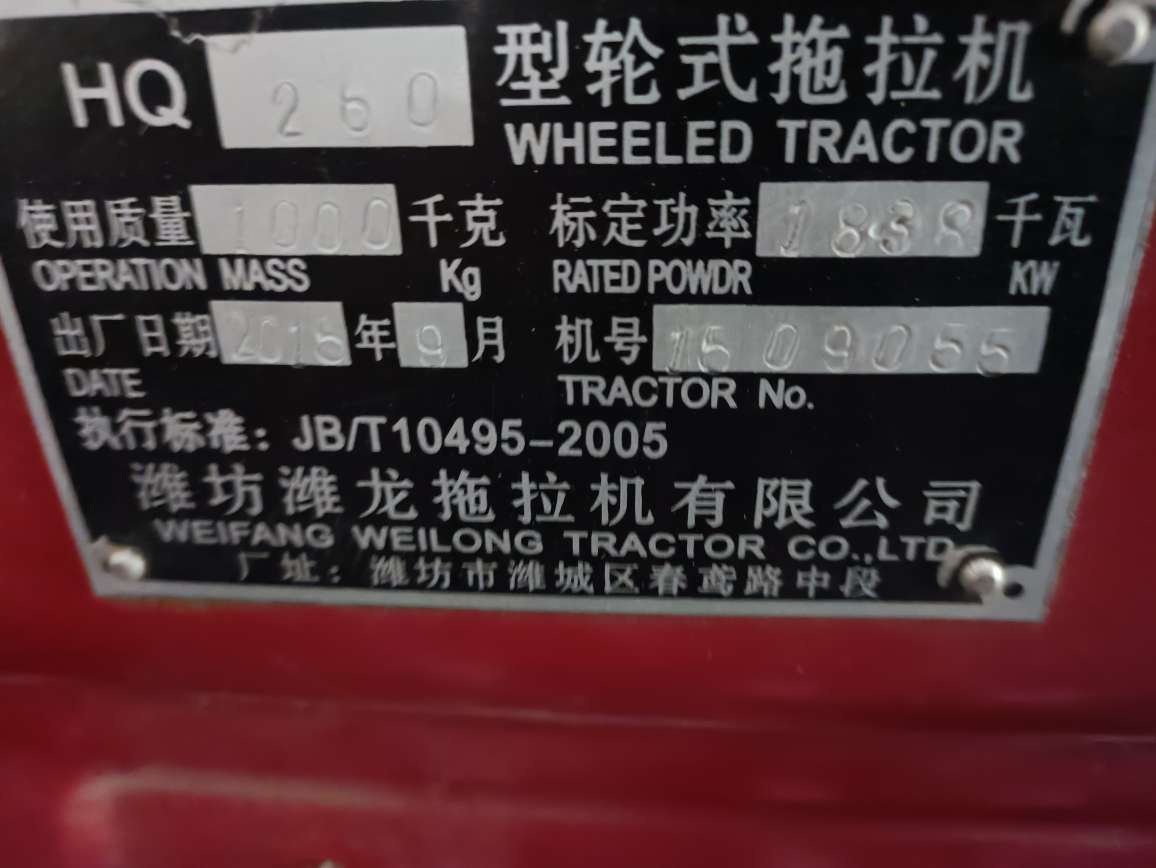 HQ 260 型轮式拖拉机
WHEELED TRACTOR
使用质量 1000 千克 标定功率 1838 千瓦
OPERATION MASS Kg RATED POWDR KW
出厂日期 2015 年 9 月 机号 1509055
DATE TRACTOR No.
执行标准：JB/T10495-2005
潍坊潍龙拖拉机有限公司
WEIFANG WEILONG TRACTOR CO.,LTD
厂址：潍坊市潍城区春鸢路中段